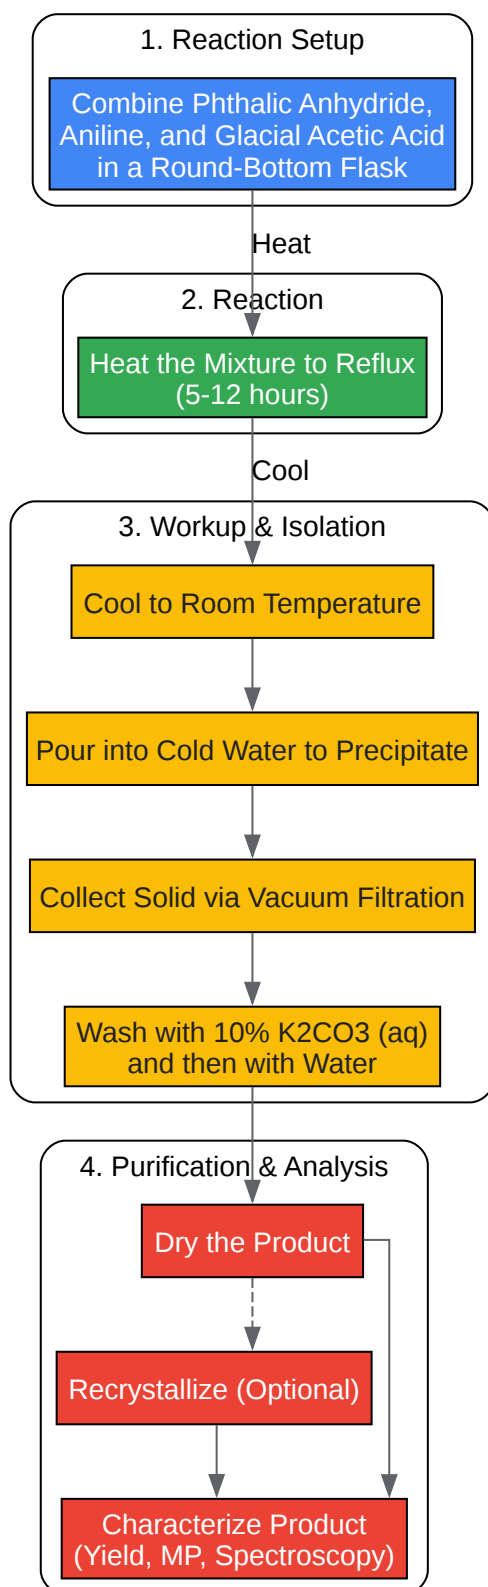 1. Reaction Setup
Combine Phthalic Anhydride,
Aniline, and Glacial Acetic Acid
in a Round-Bottom Flask
Heat
2. Reaction
Heat the Mixture to Reflux
(5-12 hours)
Cool
3. Workup & Isolation
Cool to Room Temperature
Pour into Cold Water to Precipitate
Collect Solid via Vacuum Filtration
Wash with 10% K2CO3 (aq)
and then with Water
4. Purification & Analysis
Dry the Product
Recrystallize (Optional)
Characterize Product
(Yield, MP, Spectroscopy)